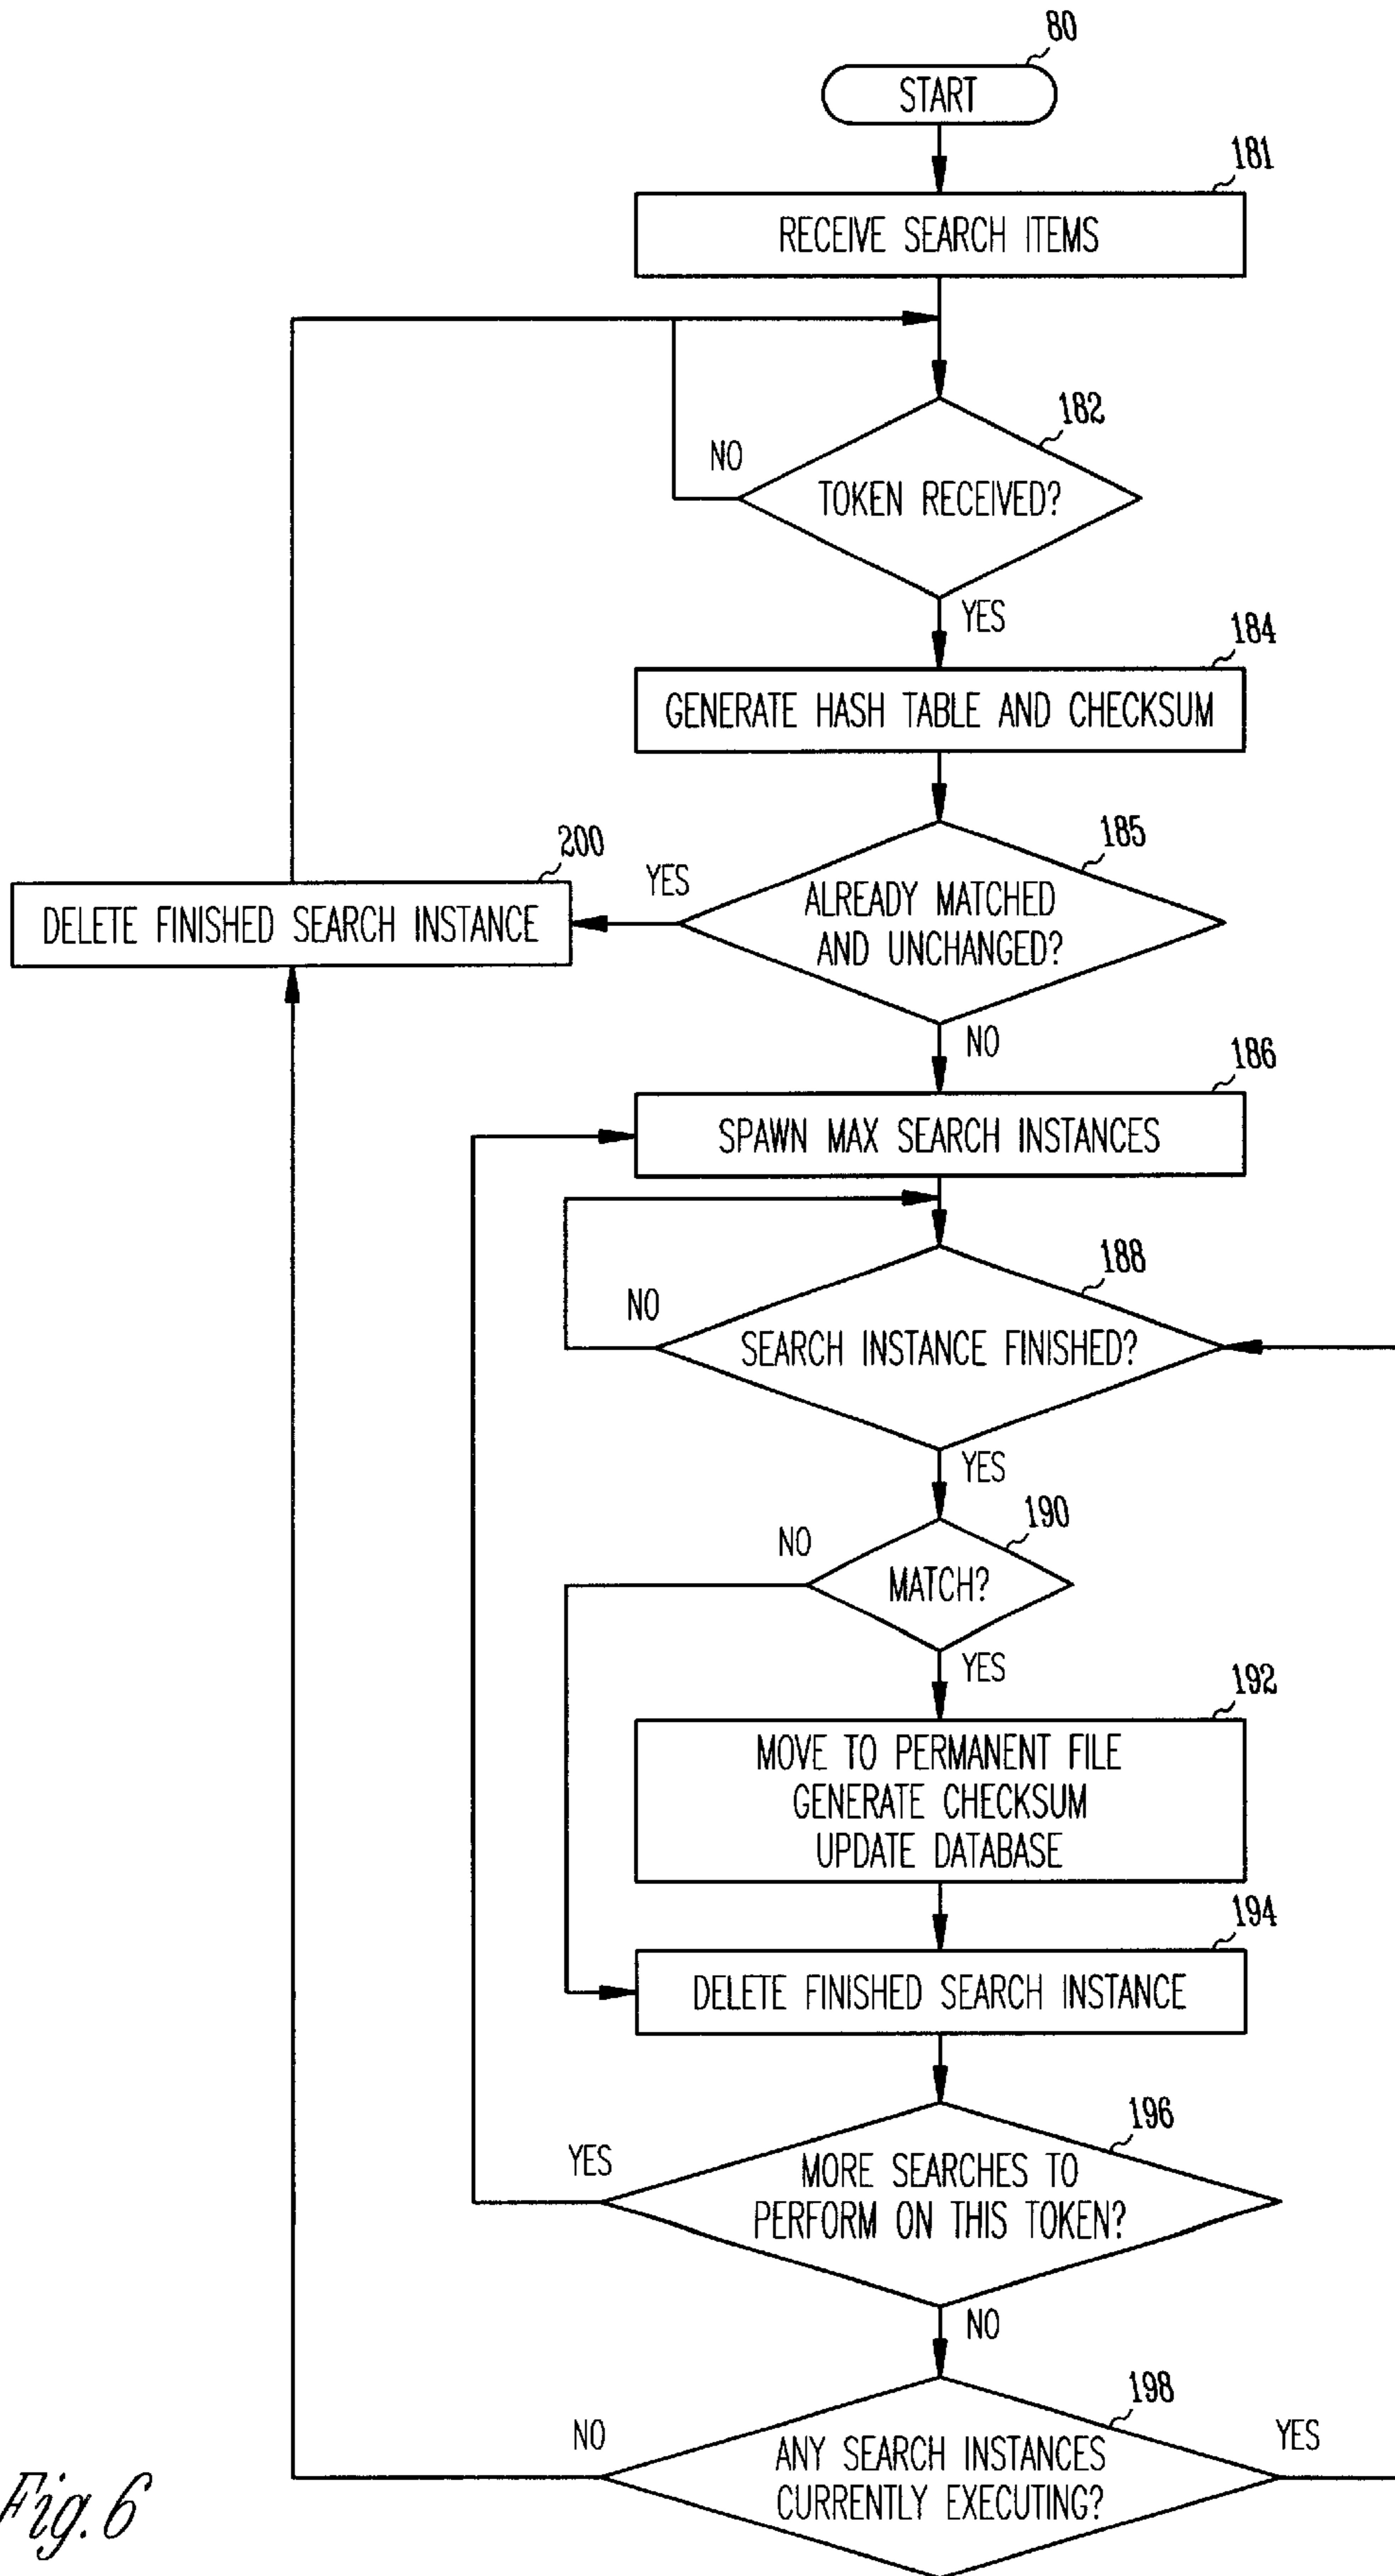 80
START
181
RECEIVE SEARCH ITEMS
182
NO
TOKEN RECEIVED?
YES
184
GENERATE HASH TABLE AND CHECKSUM
185
200
YES
ALREADY MATCHED
AND UNCHANGED?
DELETE FINISHED SEARCH INSTANCE
NO
186
SPAWN MAX SEARCH INSTANCES
188
NO
SEARCH INSTANCE FINISHED?
YES
190
NO
MATCH?
YES
192
MOVE TO PERMANENT FILE
GENERATE CHECKSUM
UPDATE DATABASE
194
DELETE FINISHED SEARCH INSTANCE
196
YES
MORE SEARCHES TO
PERFORM ON THIS TOKEN?
NO
198
NO
YES
ANY SEARCH INSTANCES
CURRENTLY EXECUTING?
Fig. 6